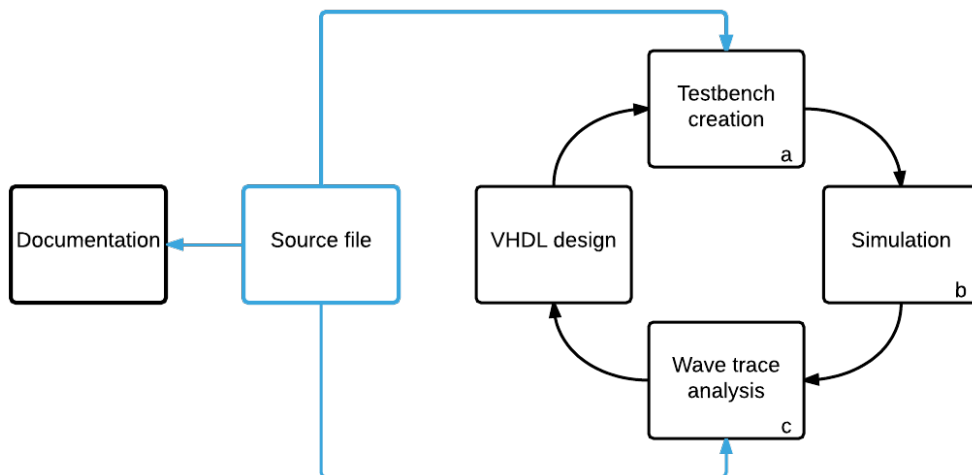 Testbench
creation
a
Documentation
Source file
VHDL design
Simulation
b
Wave trace
analysis
c